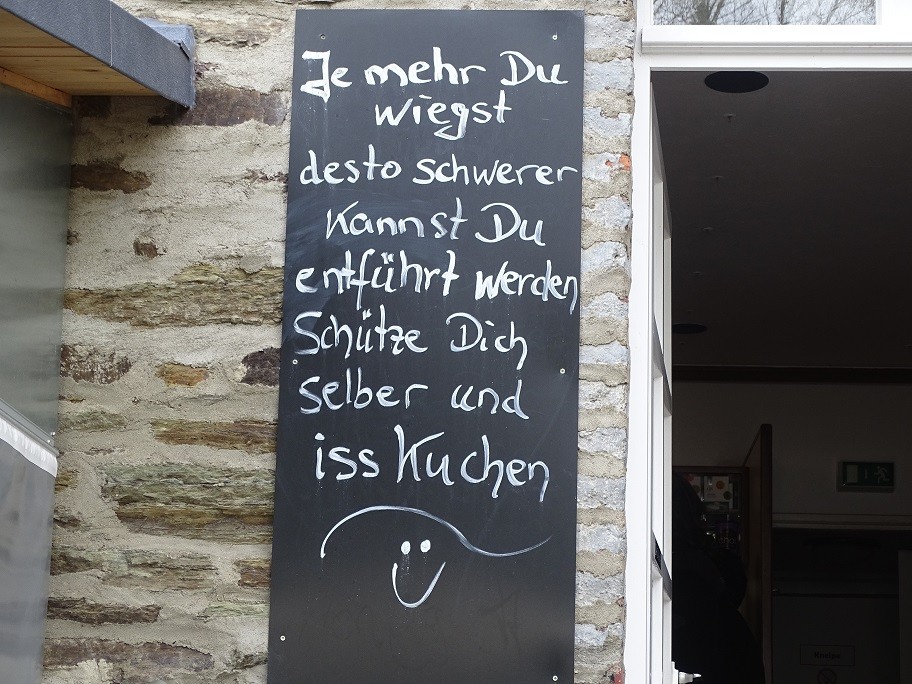 Je mehr Du
wiegst
desto schwerer
kannst Du
entführt werden
Schütze Dich
selber und
iss Kuchen